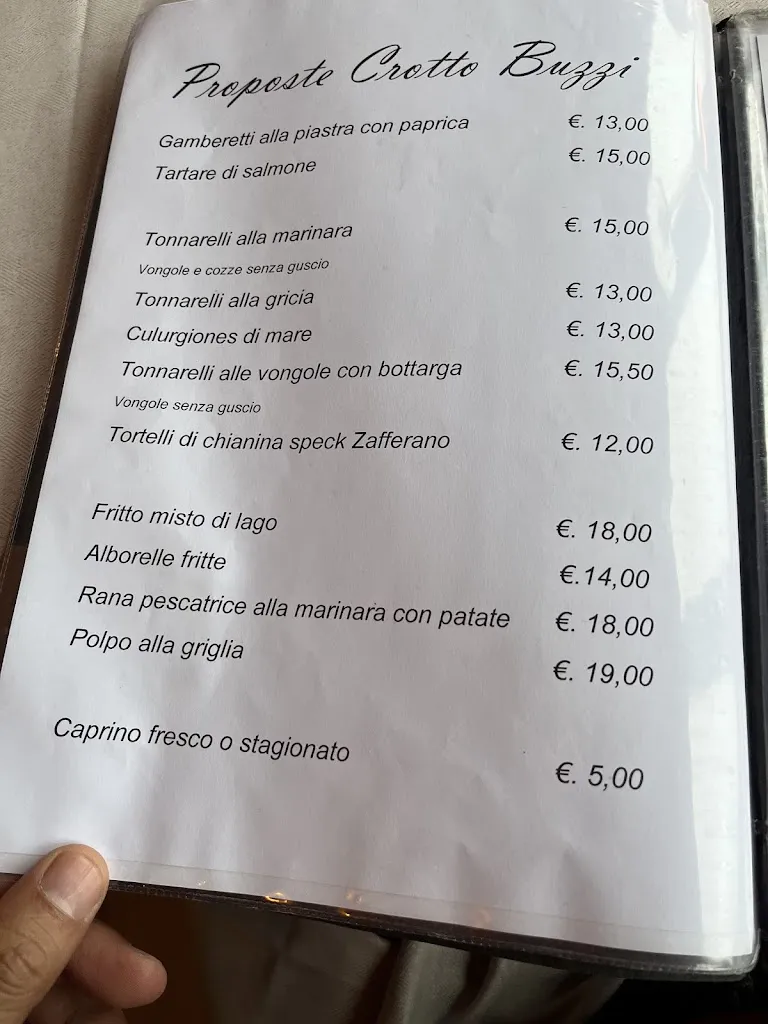 Proposte Crotto Buzzi
Gamberetti alla piastra con paprica €. 13,00
Tartare di salmone €. 15,00
Tonnarelli alla marinara €. 15,00
Vongole e cozze senza guscio
Tonnarelli alla gricia €. 13,00
Culurgiones di mare €. 13,00
Tonnarelli alle vongole con bottarga €. 15,50
Vongole senza guscio
Tortelli di chianina speck Zafferano €. 12,00
Fritto misto di lago €. 18,00
Alborelle fritte €.14,00
Rana pescatrice alla marinara con patate €. 18,00
Polpo alla griglia €. 19,00
Caprino fresco o stagionato €. 5,00